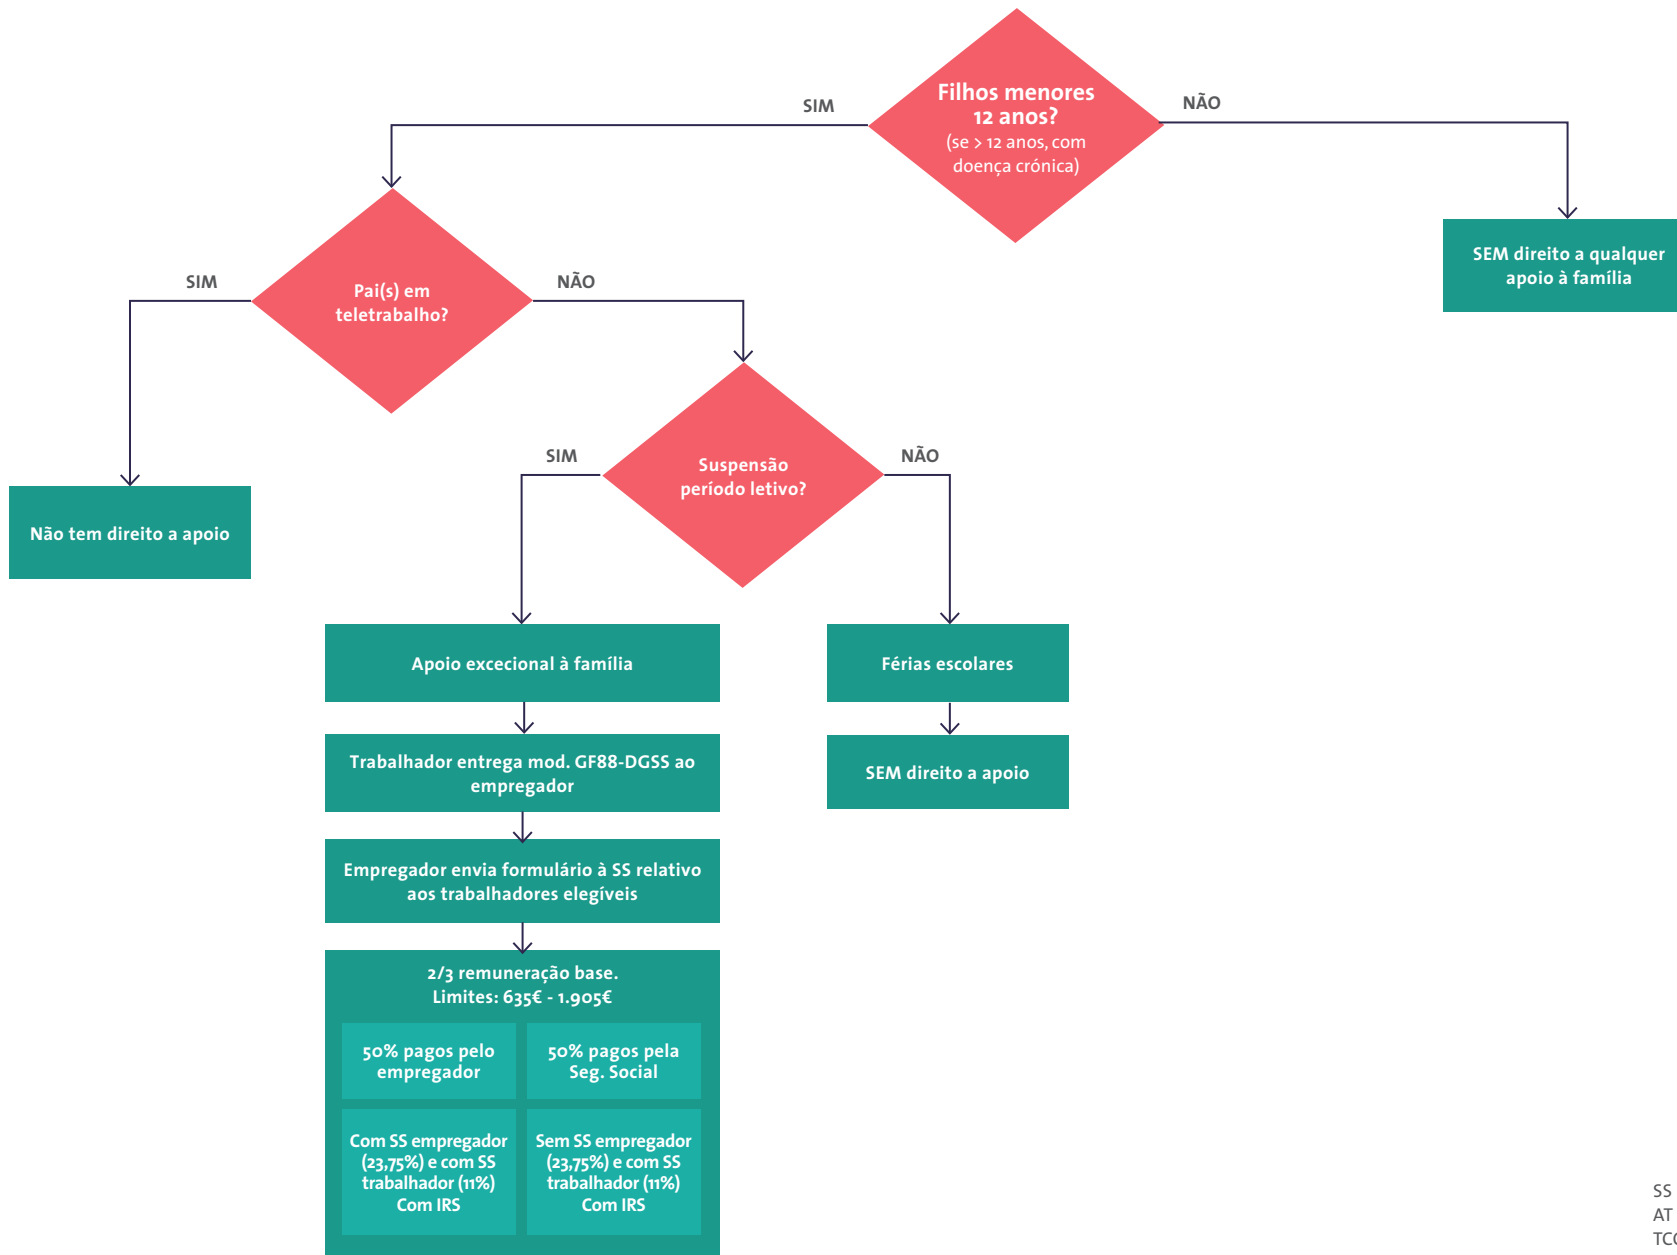 Filhos menores
12 anos?
(se > 12 anos, com
doença crónica)
SIM
NÃO
SEM direito a qualquer
apoio à família
Pai(s) em
teletrabalho?
SIM
NÃO
Não tem direito a apoio
Suspensão
período letivo?
SIM
NÃO
Apoio excecional à família
Férias escolares
Trabalhador entrega mod. GF88-DGSS ao
empregador
SEM direito a apoio
Empregador envia formulário à SS relativo
aos trabalhadores elegíveis
2/3 remuneração base.
Limites: 635€ - 1.905€
50% pagos pelo
empregador
50% pagos pela
Seg. Social
Com SS empregador
(23,75%) e com SS
trabalhador (11%)
Com IRS
Sem SS empregador
(23,75%) e com SS
trabalhador (11%)
Com IRS
SS
AT